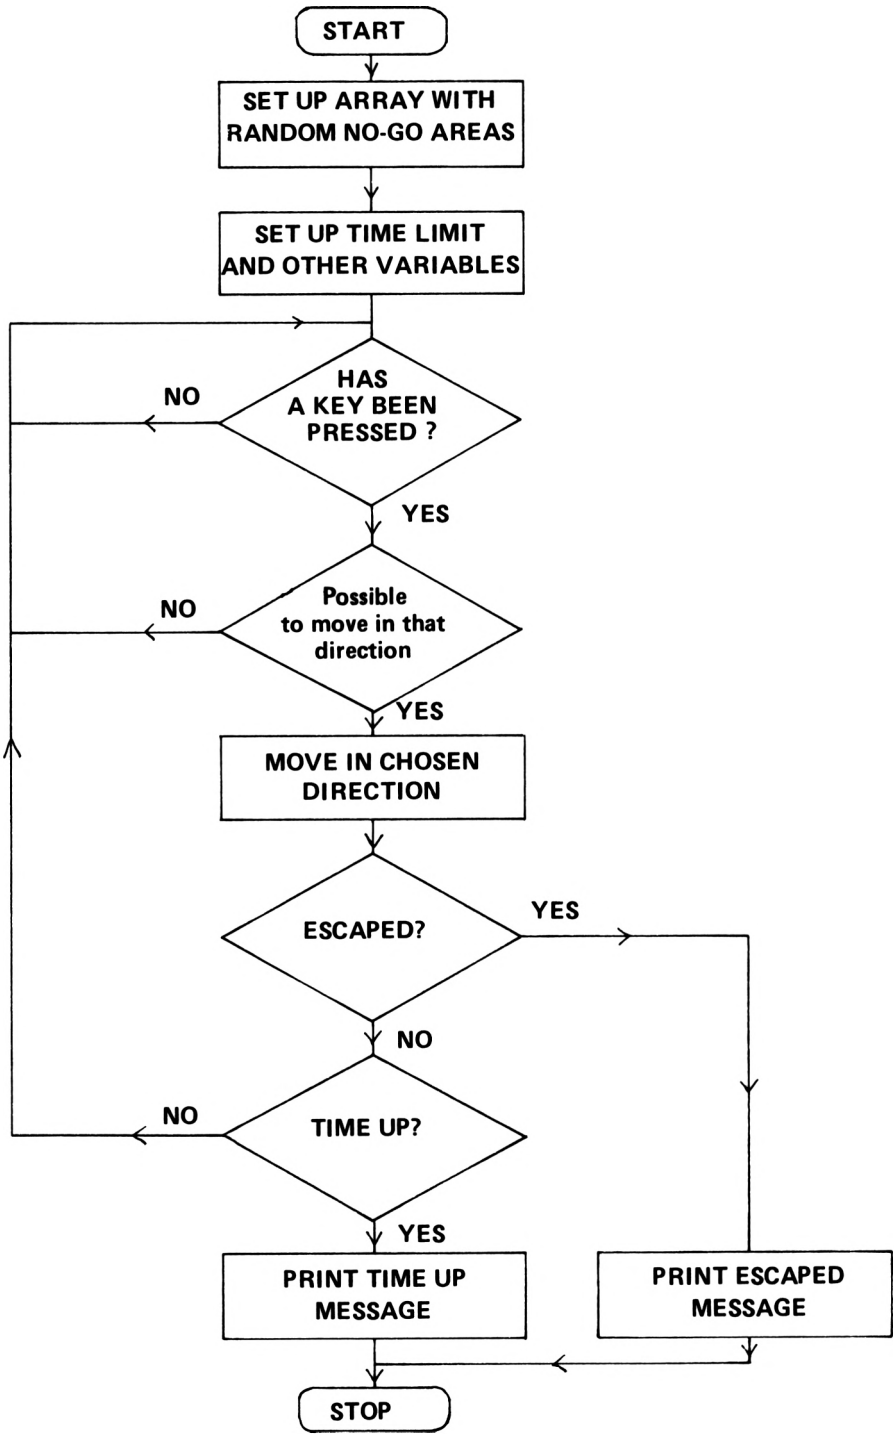 START
SET UP ARRAY WITH
RANDOM NO-GO AREAS
SET UP TIME LIMIT
AND OTHER VARIABLES
HAS
A KEY BEEN
PRESSED ?
NO
YES
Possible
to move in that
direction
NO
YES
MOVE IN CHOSEN
DIRECTION
ESCAPED?
YES
NO
TIME UP?
NO
YES
PRINT TIME UP
MESSAGE
PRINT ESCAPED
MESSAGE
STOP